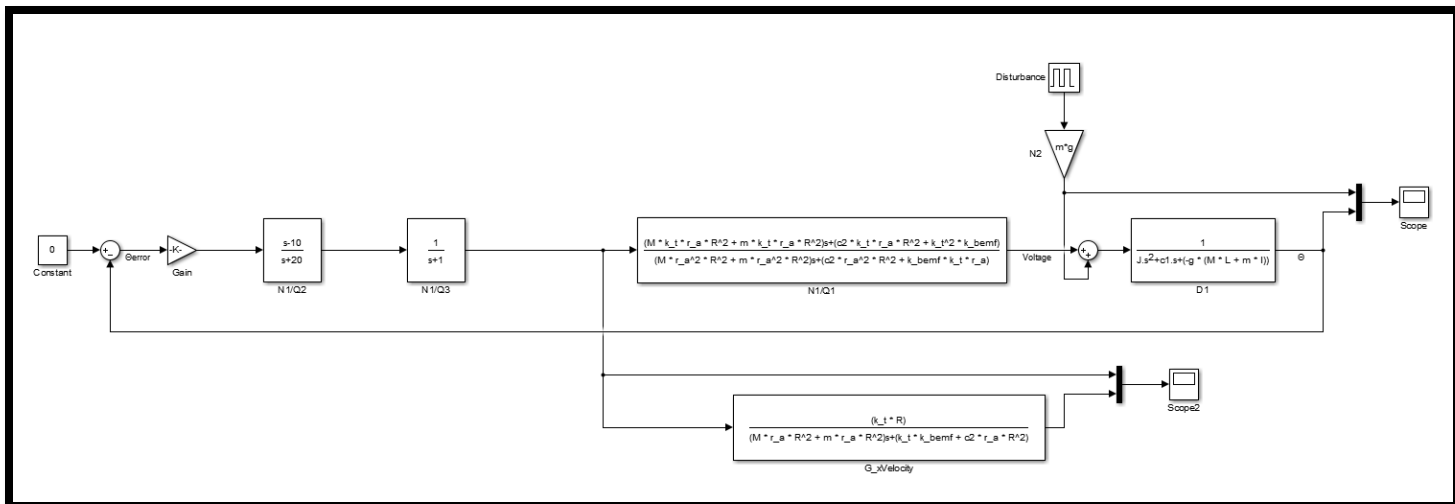 Disturbance
N2
m*g
Scope
0
Constant
+
−
Θerror
-K-
Gain
s-10
s+20
N1/Q2
1
s+1
N1/Q3
(M * k_t * r_a * R^2 + m * k_t * r_a * R^2)s+(c2 * k_t * r_a * R^2 + k_t^2 * k_bemf)
(M * r_a^2 * R^2 + m * r_a^2 * R^2)s+(c2 * r_a^2 * R^2 + k_bemf * k_t * r_a)
N1/Q1
Voltage
+
+
1
J.s²+c1.s+(-g * (M * L + m * l))
D1
Θ
Scope2
(k_t * R)
(M * r_a * R^2 + m * r_a * R^2)s+(k_t * k_bemf + c2 * r_a * R^2)
G_xVelocity